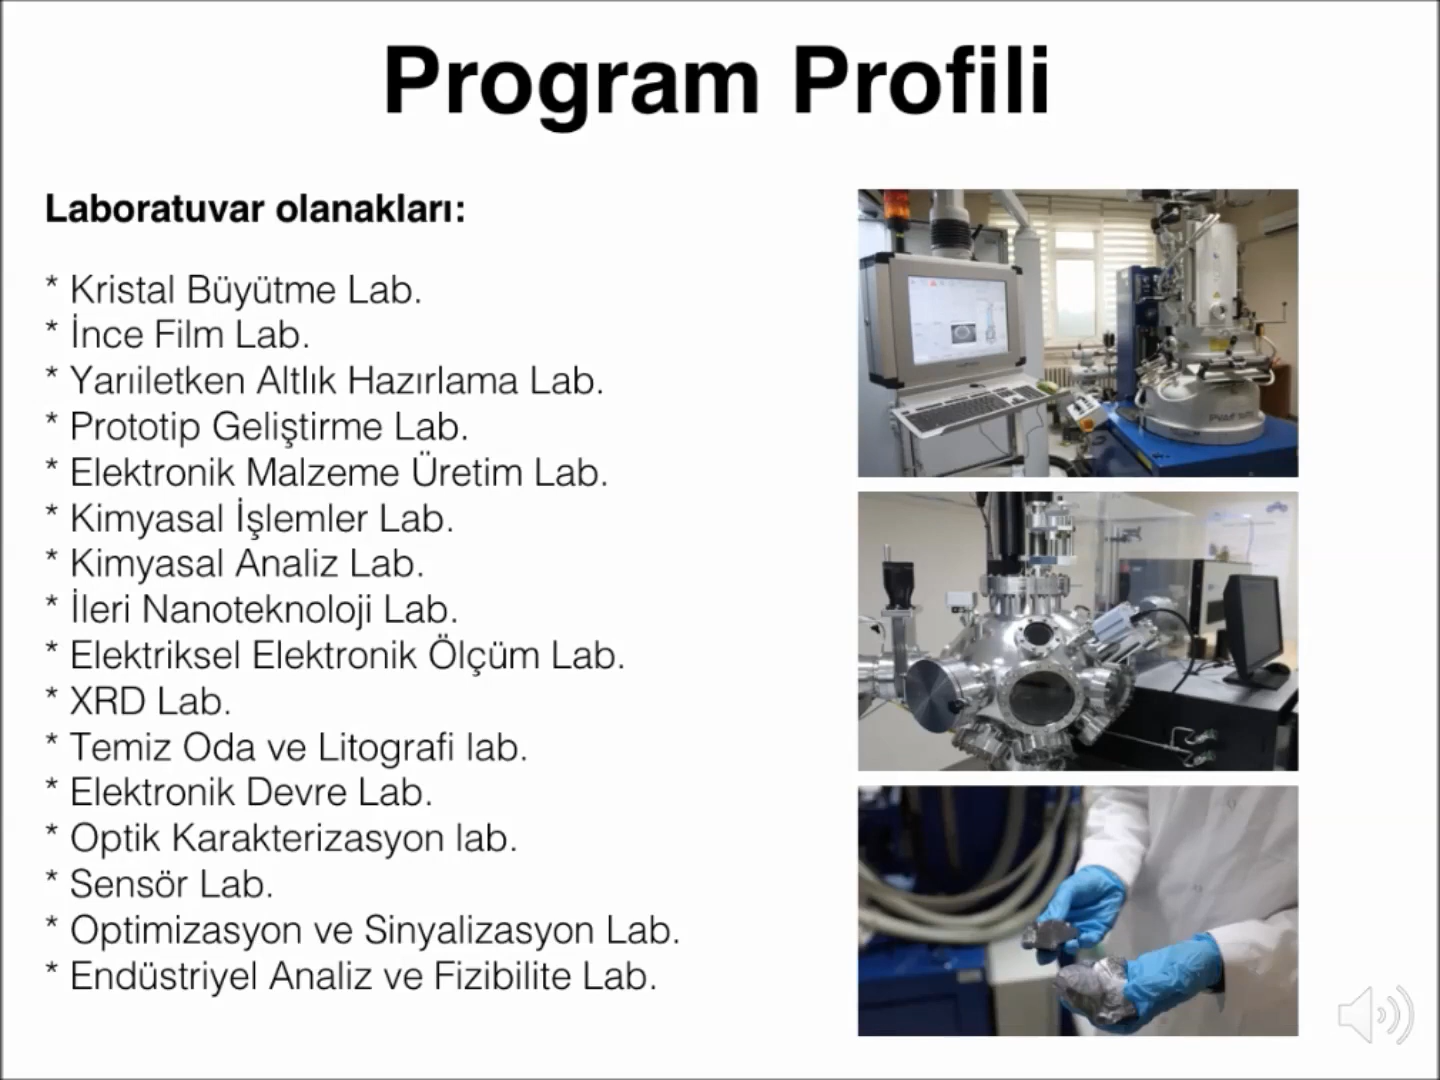 Program Profili
Laboratuvar olanakları:
* Kristal Büyütme Lab.
* İnce Film Lab.
* Yarıiletken Altlık Hazırlama Lab.
* Prototip Geliştirme Lab.
* Elektronik Malzeme Üretim Lab.
* Kimyasal İşlemler Lab.
* Kimyasal Analiz Lab.
* İleri Nanoteknoloji Lab.
* Elektriksel Elektronik Ölçüm Lab.
* XRD Lab.
* Temiz Oda ve Litografi lab.
* Elektronik Devre Lab.
* Optik Karakterizasyon lab.
* Sensör Lab.
* Optimizasyon ve Sinyalizasyon Lab.
* Endüstriyel Analiz ve Fizibilite Lab.